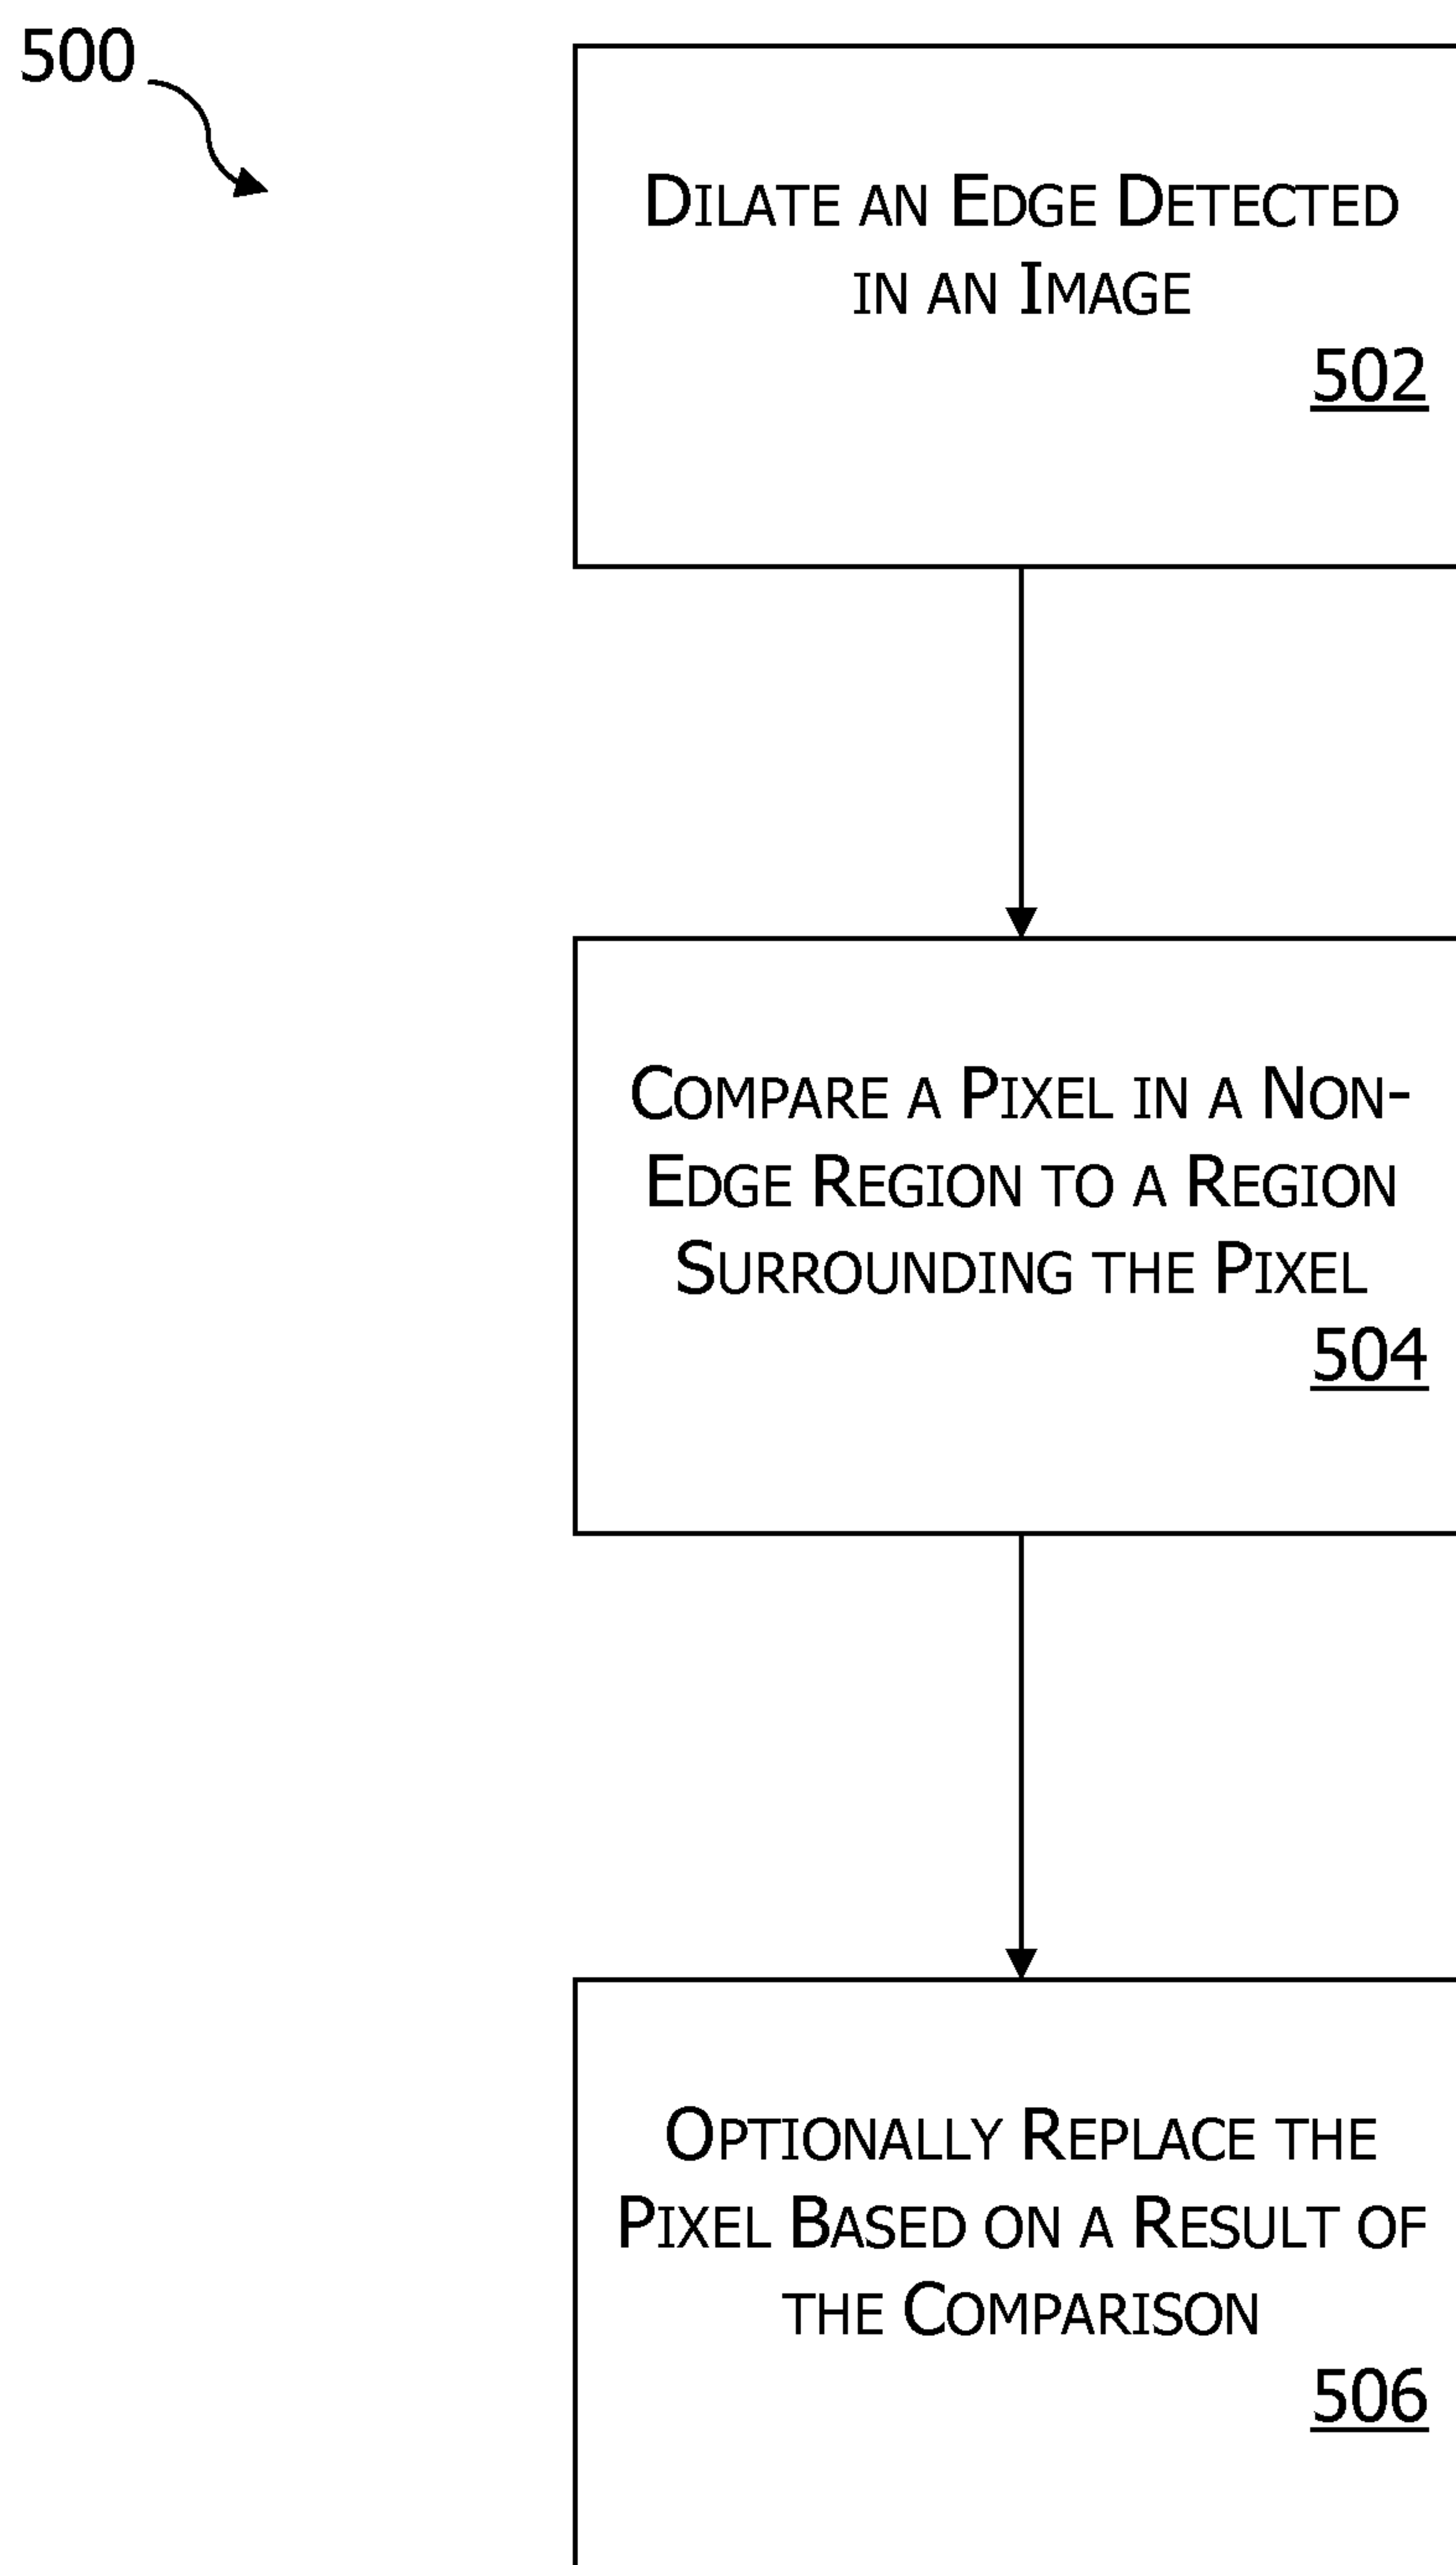 500
Dilate an Edge Detected
in an Image
502
Compare a Pixel in a Non-
Edge Region to a Region
Surrounding the Pixel
504
Optionally Replace the
Pixel Based on a Result of
the Comparison
506